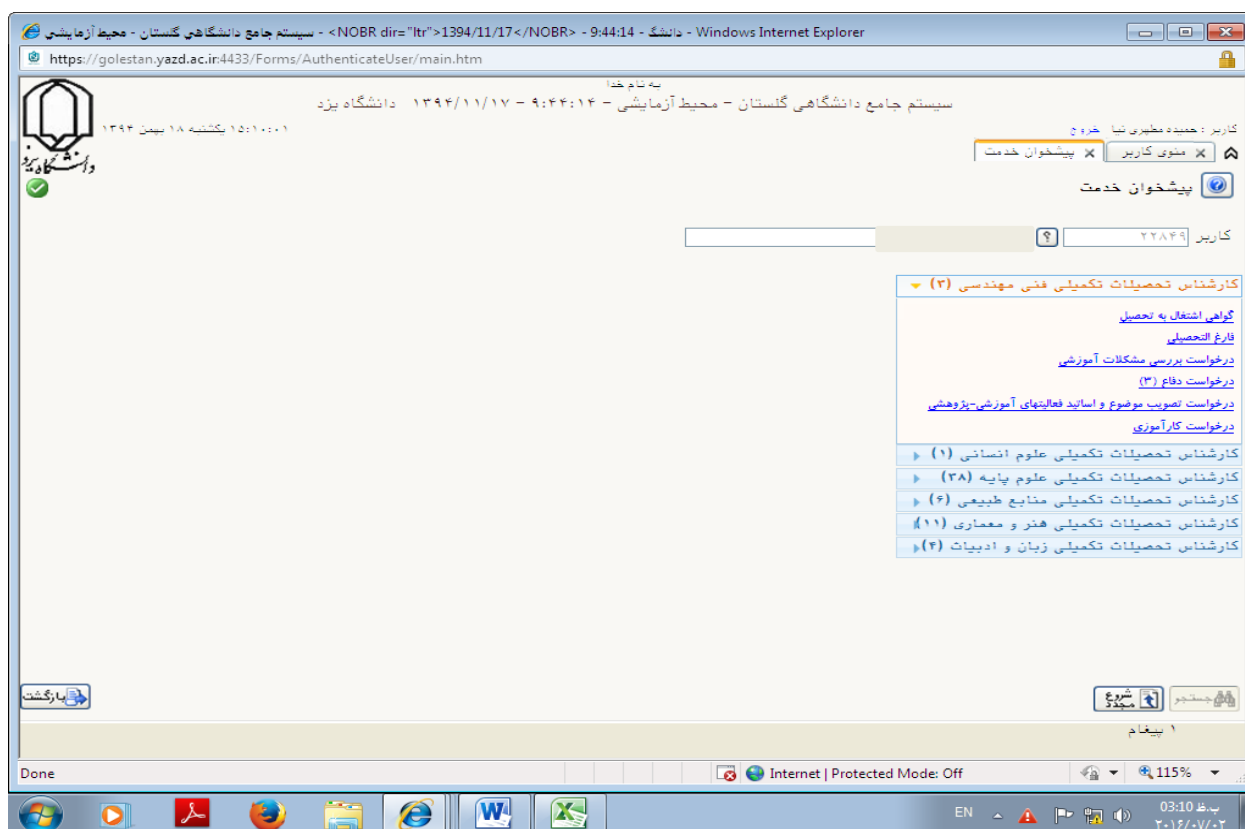 سیستم جامع دانشگاهی گلستان - محیط آزمایشی - <NOBR dir="ltr">1394/11/17</NOBR> - 9:44:14 - دانشگ - Windows Internet Explorer
https://golestan.yazd.ac.ir:4433/Forms/AuthenticateUser/main.htm
به نام خدا
سیستم جامع دانشگاهی گلستان - محیط آزمایشی - ۹:۴۴:۱۴ - ۱۳۹۴/۱۱/۱۷ دانشگاه یزد
کاربر : حمیده مطهری نیا خروج
۱۵:۱۰:۰۱ یکشنبه ۱۸ بهمن ۱۳۹۴
دانشگاه یزد
منوی کاربر
پیشخوان خدمت
پیشخوان خدمت
کاربر ۲۲۸۴۹ ؟
کارشناس تحصیلات تکمیلی فنی مهندسی (۳)
گواهی اشتغال به تحصیل
فارغ التحصیلی
درخواست بررسی مشکلات آموزشی
درخواست دفاع (۳)
درخواست تصویب موضوع و اساتید فعالیتهای آموزشی-پژوهشی
درخواست کارآموزی
کارشناس تحصیلات تکمیلی علوم انسانی (۱)
کارشناس تحصیلات تکمیلی علوم پایه (۳۸)
کارشناس تحصیلات تکمیلی منابع طبیعی (۶)
کارشناس تحصیلات تکمیلی هنر و معماری (۱۱)
کارشناس تحصیلات تکمیلی زبان و ادبیات (۴)
جستجو
شروع مجدد
بازگشت
۱ پیغام
Done
Internet | Protected Mode: Off
115%
EN
03:10 ب.ظ
۲۰۱۶/۰۷/۰۲